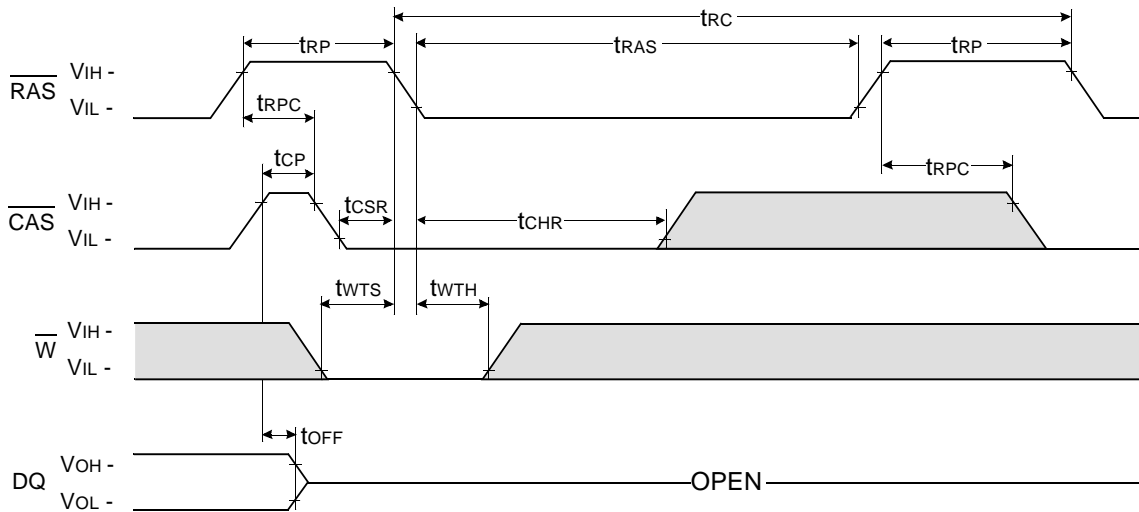 tRC
tRP
tRAS
tRP
RAS
VIH -
VIL -
tRPC
tCP
tRPC
CAS
VIH -
VIL -
tCSR
tCHR
tWTS
tWTH
W
VIH -
VIL -
tOFF
DQ
VOH -
VOL -
OPEN